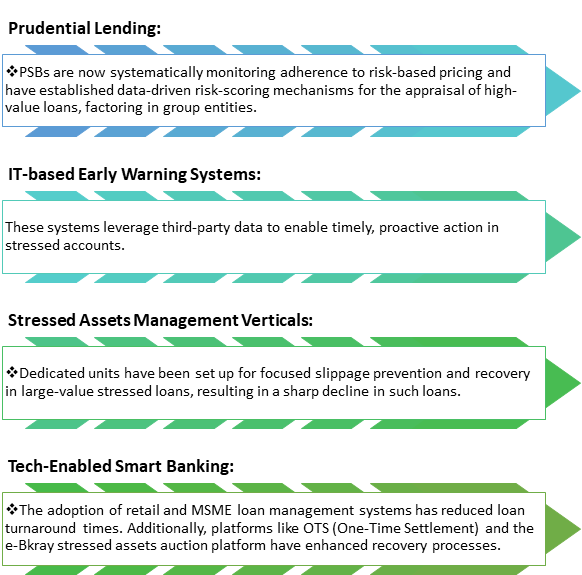 Prudential Lending:
❖PSBs are now systematically monitoring adherence to risk-based pricing and
have established data-driven risk-scoring mechanisms for the appraisal of high-
value loans, factoring in group entities.
IT-based Early Warning Systems:
These systems leverage third-party data to enable timely, proactive action in
stressed accounts.
Stressed Assets Management Verticals:
❖Dedicated units have been set up for focused slippage prevention and recovery
in large-value stressed loans, resulting in a sharp decline in such loans.
Tech-Enabled Smart Banking:
❖The adoption of retail and MSME loan management systems has reduced loan
turnaround times. Additionally, platforms like OTS (One-Time Settlement) and the
e-Bkray stressed assets auction platform have enhanced recovery processes.